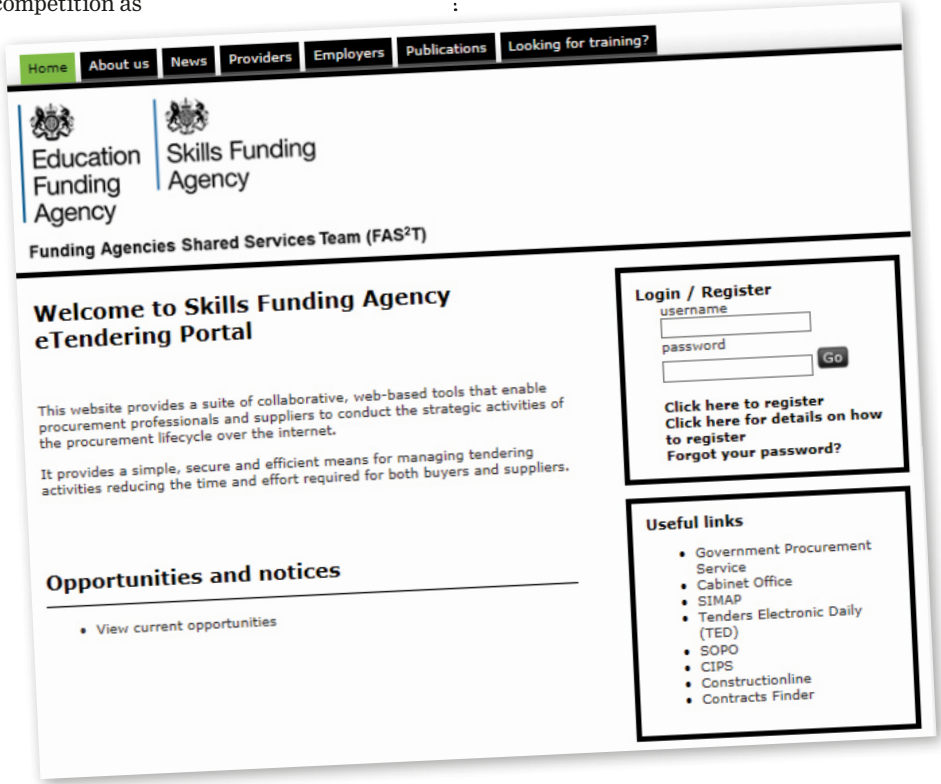 competition as
:
Home About us News Providers Employers Publications Looking for training?
Education
Funding
Agency
Skills Funding
Agency
Funding Agencies Shared Services Team (FAS²T)
Welcome to Skills Funding Agency
eTendering Portal
This website provides a suite of collaborative, web-based tools that enable
procurement professionals and suppliers to conduct the strategic activities of
the procurement lifecycle over the internet.
It provides a simple, secure and efficient means for managing tendering
activities reducing the time and effort required for both buyers and suppliers.
Opportunities and notices
• View current opportunities
Login / Register
username
password
Go
Click here to register
Click here for details on how
to register
Forgot your password?
Useful links
• Government Procurement
Service
• Cabinet Office
• SIMAP
• Tenders Electronic Daily
(TED)
• SOPO
• CIPS
• Constructionline
• Contracts Finder